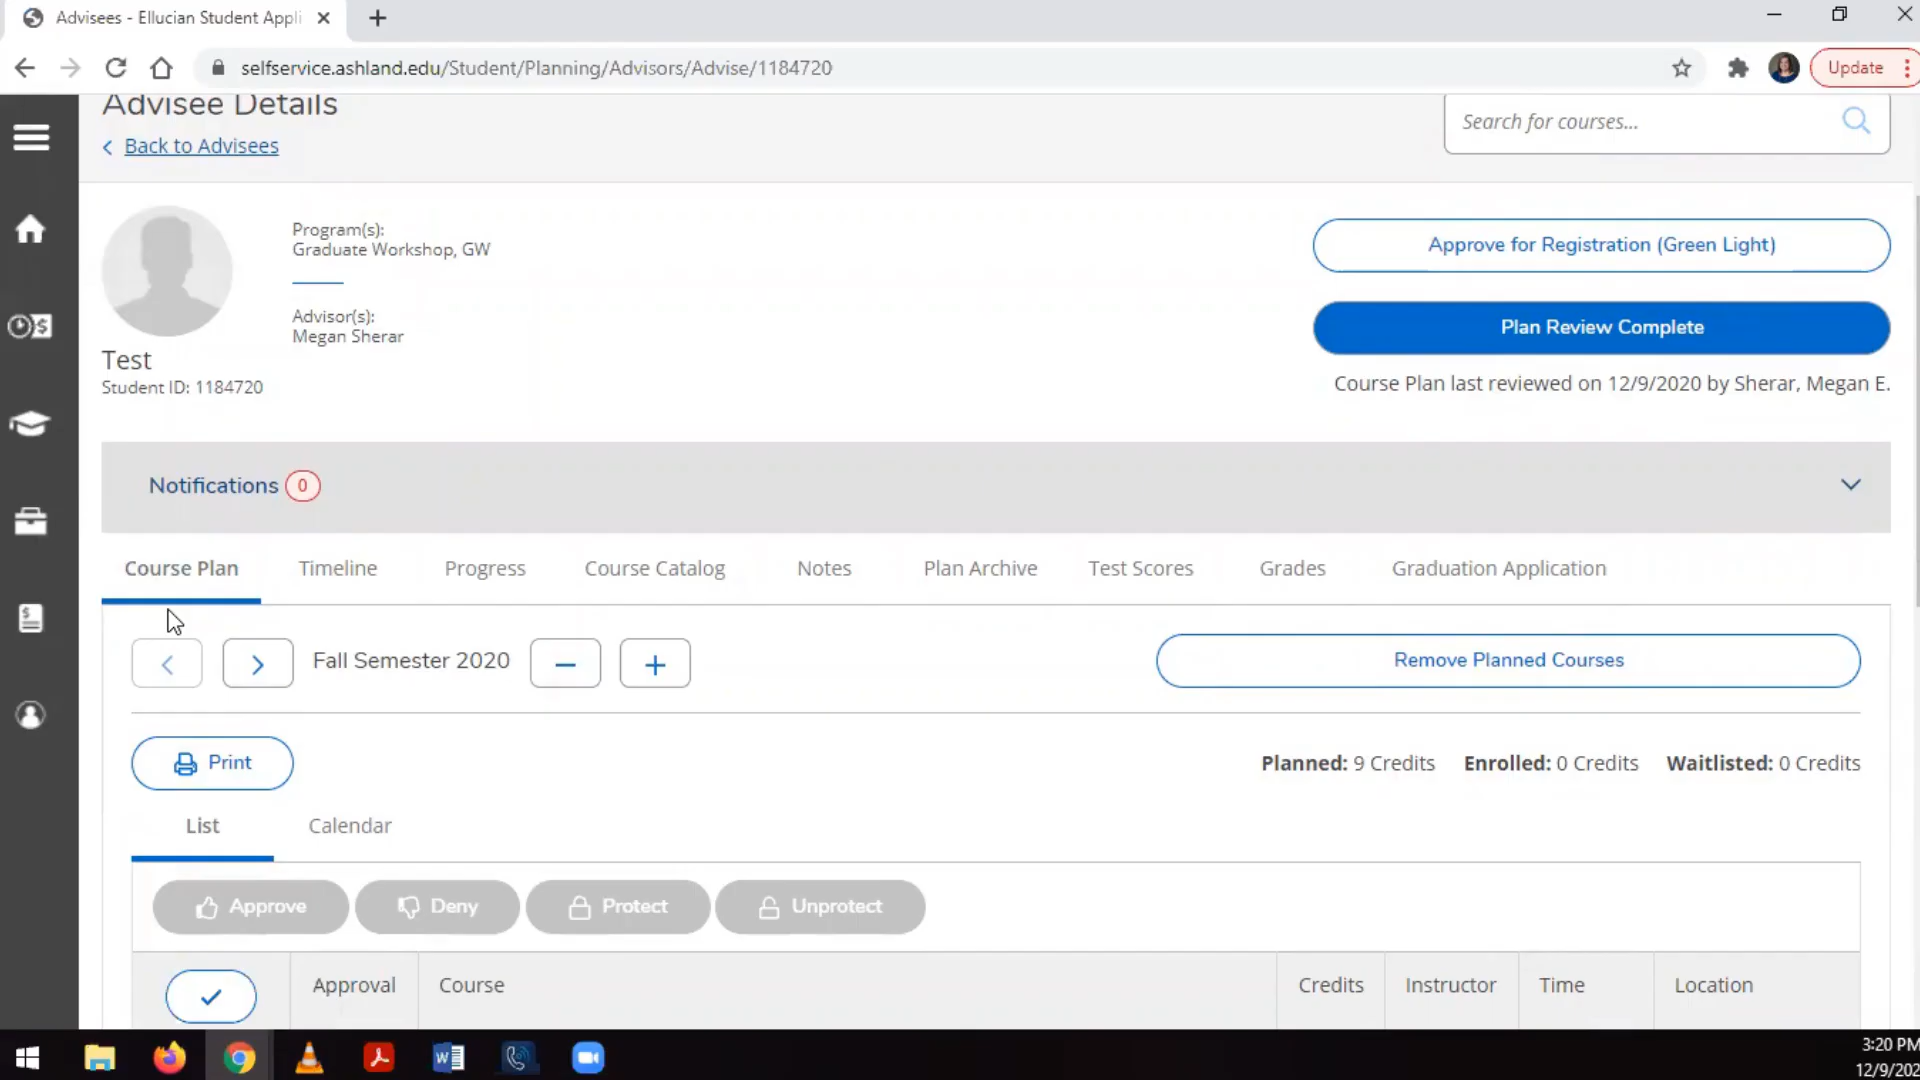 Advisees - Ellucian Student Appli
selfservice.ashland.edu/Student/Planning/Advisors/Advise/1184720
Update
Advisee Details
Back to Advisees
Search for courses...
Program(s):
Graduate Workshop, GW
Advisor(s):
Megan Sherar
Test
Student ID: 1184720
Approve for Registration (Green Light)
Plan Review Complete
Course Plan last reviewed on 12/9/2020 by Sherar, Megan E.
Notifications 0
Course Plan Timeline Progress Course Catalog Notes Plan Archive Test Scores Grades Graduation Application
Fall Semester 2020
Remove Planned Courses
Print
Planned: 9 Credits Enrolled: 0 Credits Waitlisted: 0 Credits
List Calendar
Approve Deny Protect Unprotect
Approval Course Credits Instructor Time Location
3:20 PM
12/9/202